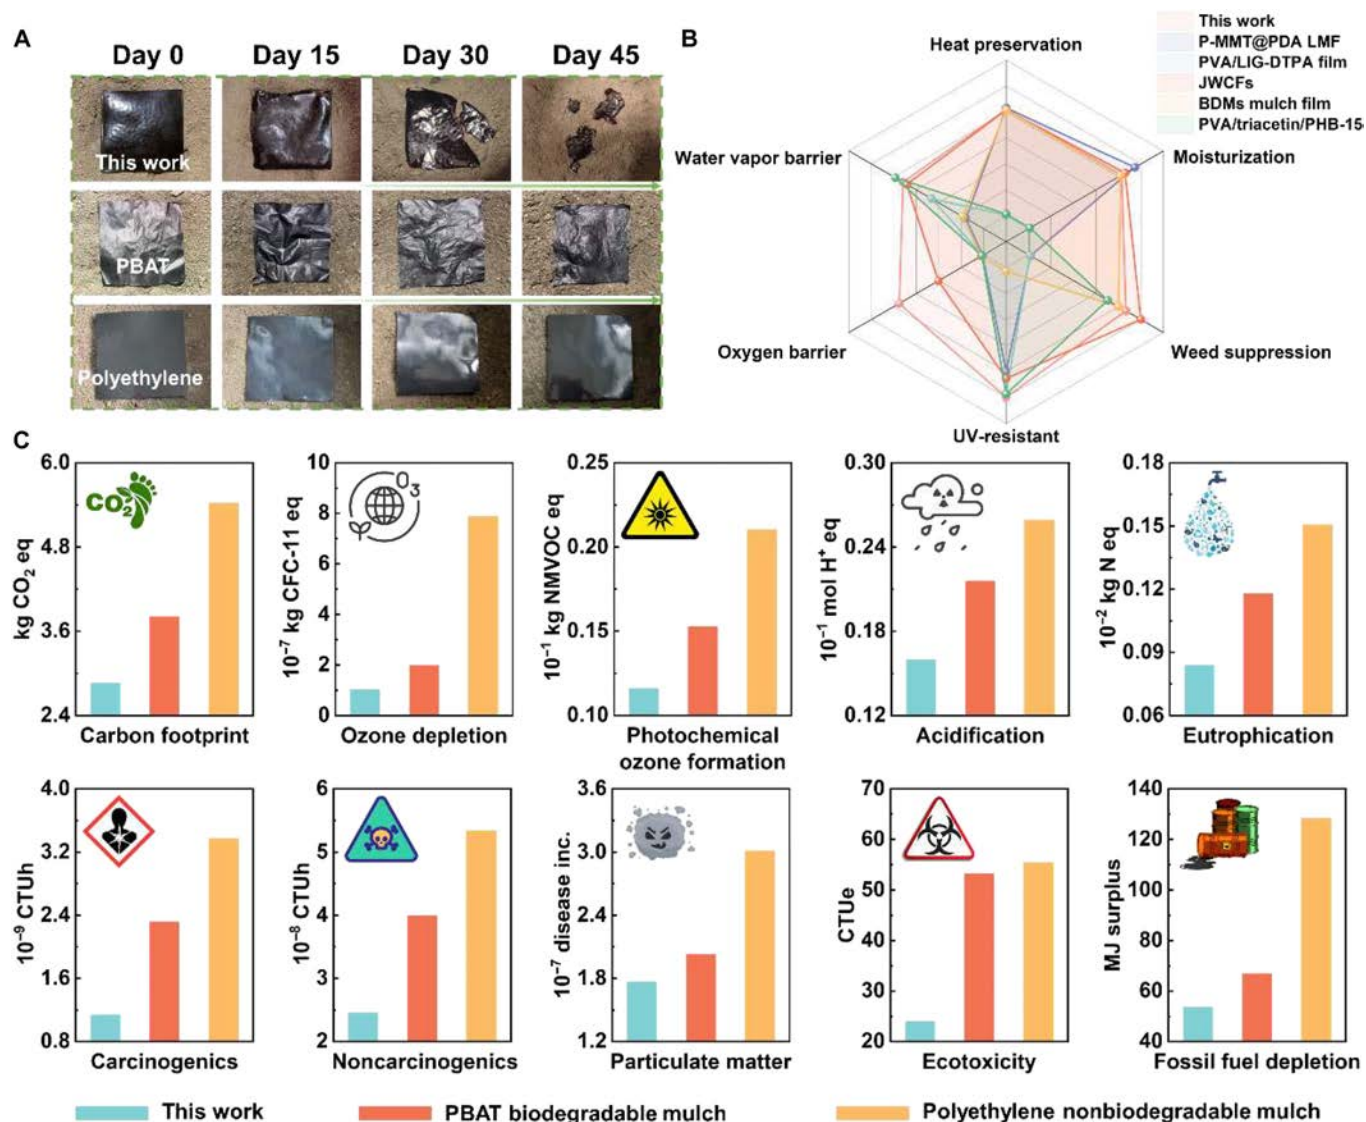 A
Day 0
Day 15
Day 30
Day 45
This work
PBAT
Polyethylene
B
This work
P-MMT@PDA LMF
PVA/LIG-DTPA film
JWCFs
BDMs mulch film
PVA/triacetin/PHB-15
Heat preservation
Water vapor barrier
Moisturization
Oxygen barrier
Weed suppression
UV-resistant
C
kg CO₂ eq
6.0
4.8
3.6
2.4
CO₂
Carbon footprint
10⁻⁷ kg CFC-11 eq
10
8
6
4
2
0
O₃
Ozone depletion
10⁻¹ kg NMVOC eq
0.25
0.20
0.15
0.10
Photochemical
ozone formation
10⁻¹ mol H⁺ eq
0.30
0.24
0.18
0.12
Acidification
10⁻² kg N eq
0.18
0.15
0.12
0.09
0.06
Eutrophication
10⁻⁹ CTUh
4.0
3.2
2.4
1.6
0.8
Carcinogenics
10⁻⁸ CTUh
6
5
4
3
2
Noncarcinogenics
10⁻⁷ disease inc.
3.6
3.0
2.4
1.8
1.2
Particulate matter
CTUe
70
60
50
40
30
20
Ecotoxicity
MJ surplus
140
120
100
80
60
40
Fossil fuel depletion
This work
PBAT biodegradable mulch
Polyethylene nonbiodegradable mulch